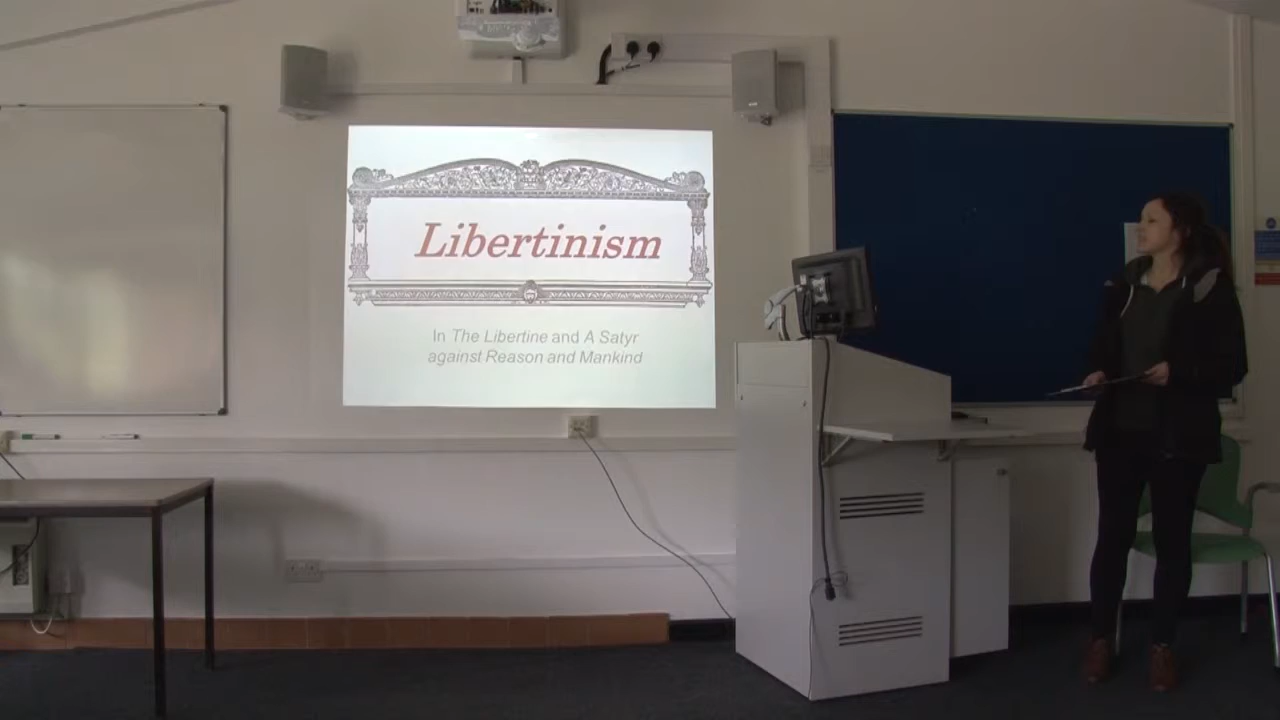 Libertinism
In The Libertine and A Satyr
against Reason and Mankind